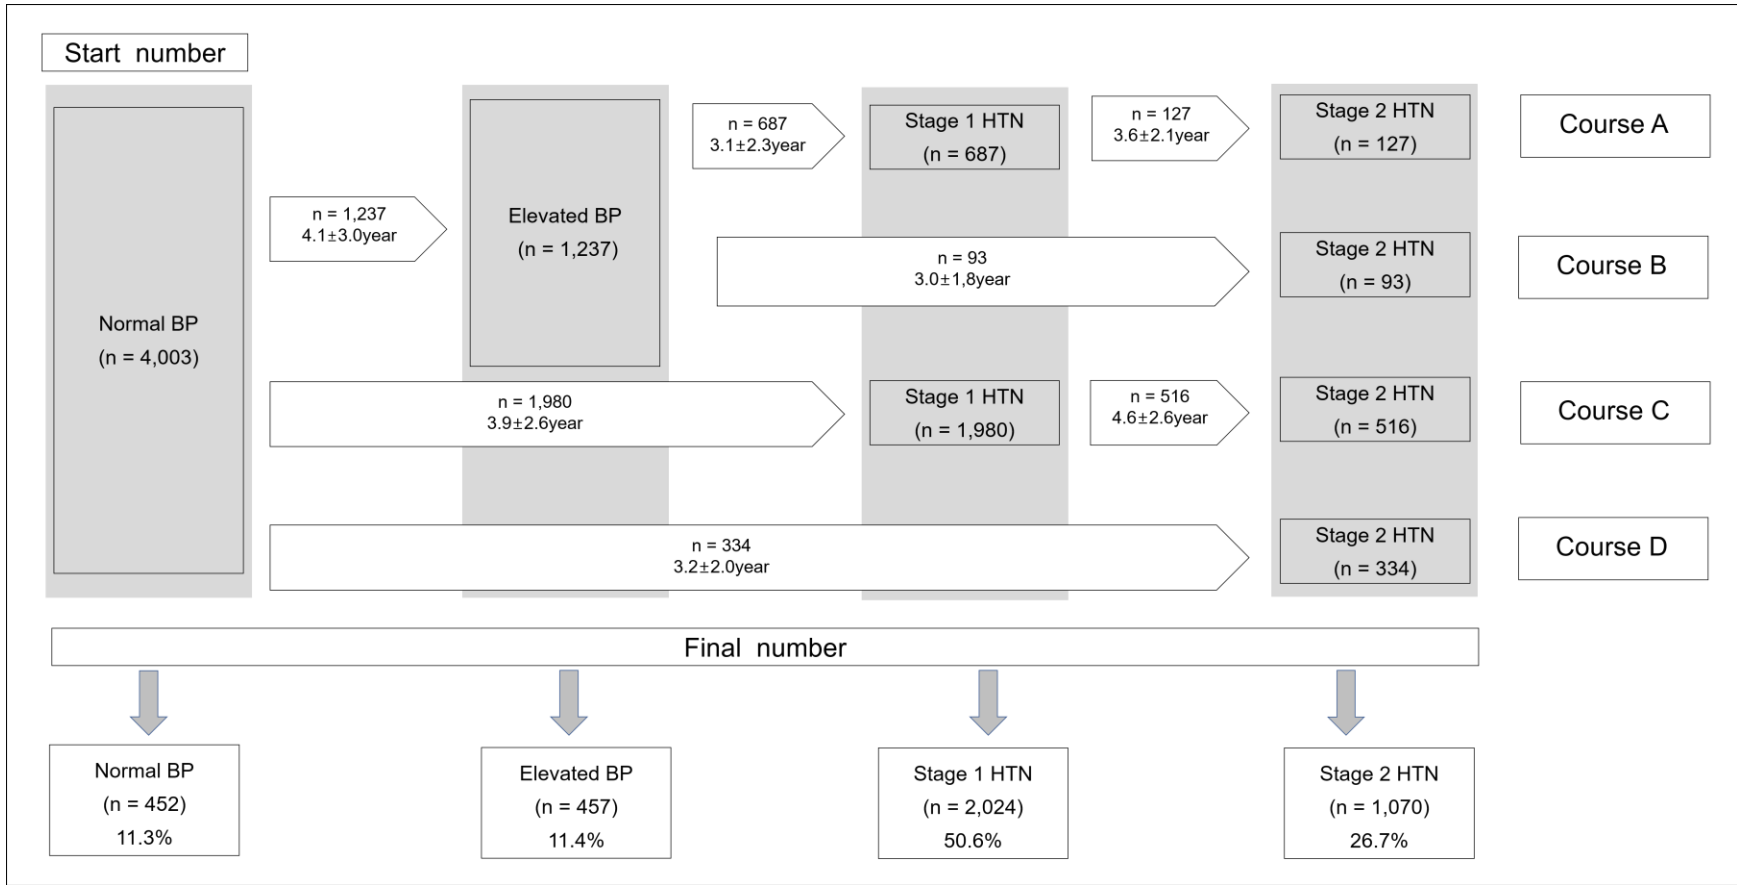 Start number
Normal BP
(n = 4,003)
n = 1,237
4.1±3.0year
Elevated BP
(n = 1,237)
n = 687
3.1±2.3year
Stage 1 HTN
(n = 687)
n = 127
3.6±2.1year
Stage 2 HTN
(n = 127)
Course A
n = 93
3.0±1,8year
Stage 2 HTN
(n = 93)
Course B
n = 1,980
3.9±2.6year
Stage 1 HTN
(n = 1,980)
n = 516
4.6±2.6year
Stage 2 HTN
(n = 516)
Course C
n = 334
3.2±2.0year
Stage 2 HTN
(n = 334)
Course D
Final number
Normal BP
(n = 452)
11.3%
Elevated BP
(n = 457)
11.4%
Stage 1 HTN
(n = 2,024)
50.6%
Stage 2 HTN
(n = 1,070)
26.7%